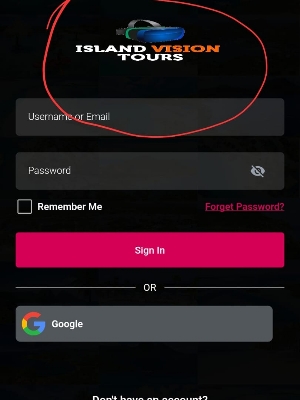 ISLAND VISION
TOURS
Username or Email
Password
Remember Me
Forget Password?
Sign In
OR
Google
Don't have an account?